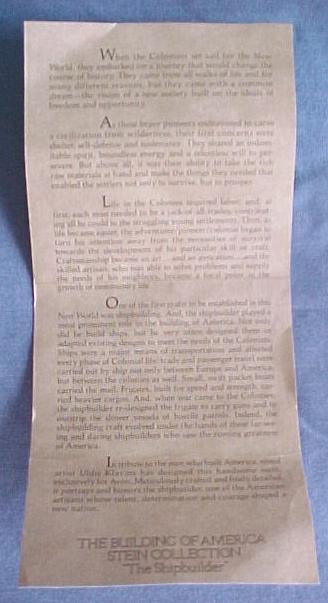 When the Colonists set sail for the New
World, they embarked on a journey that would change the
course of history. They came from all walks of life and for
many different reasons, but they came with a common
dream—the vision of a new society built on the ideals of
freedom and opportunity.
As these brave pioneers endeavored to carve
a civilization from wilderness, their first concerns were
shelter, self-defense and sustenance. They shared an indom-
itable spirit, boundless energy and a relentless will to per-
severe. But above all, it was their ability to take the rich
raw materials at hand and make the things they needed that
enabled the settlers not only to survive, but to prosper.
Life in the Colonies required labor, and, at
first, each man needed to be a jack-of-all-trades, contribut-
ing all he could to the struggling young settlements. Then, as
life became easier, the adventurer/pioneer/colonist began to
turn his attention away from the necessities of survival
towards the development of his particular skill or craft.
Craftsmanship became an art and an avocation and the
skilled artisan, who was able to solve problems and supply
the needs of his neighbors, became a focal point in the
growth of community life.
One of the first crafts to be established in the
New World was shipbuilding. And, the shipbuilder played a
most prominent role in the building of America. Not only
did he build ships, but he very often designed them or
adapted existing designs to meet the needs of the Colonists.
Ships were a major means of transportation and affected
every phase of Colonial life; trade and passenger travel were
carried out by ship not only between Europe and America,
but between the colonies as well. Small, swift packet boats
carried the mail. Frigates, built for speed and strength, car-
ried heavier cargos. And, when war came to the Colonies,
the shipbuilder re-designed the frigate to carry guns and to
outstrip the slower vessels of hostile patrols. Indeed, the
shipbuilding craft evolved under the hands of these far-see-
ing and daring shipbuilders who saw the coming greatness
of America.
In tribute to the men who built America, noted
artist Uldis Klavins has designed this handsome stein
exclusively for Avon. Meticulously crafted and finely detailed,
it portrays and honors the shipbuilder, one of the American
artisans whose talent, determination and courage shaped a
new nation.
THE BUILDING OF AMERICA
STEIN COLLECTION
"The Shipbuilder"